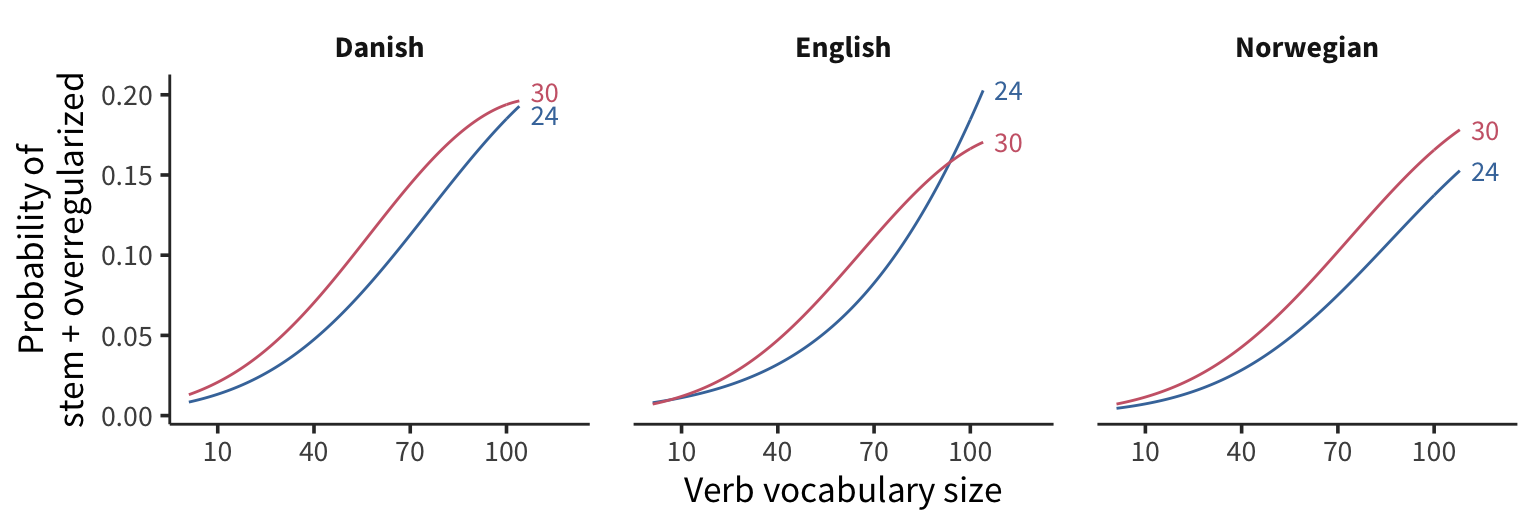 Danish
English
Norwegian
Probability of
stem + overregularized
0.20
0.15
0.10
0.05
0.00
30
24
24
30
30
24
10 40 70 100
10 40 70 100
10 40 70 100
Verb vocabulary size